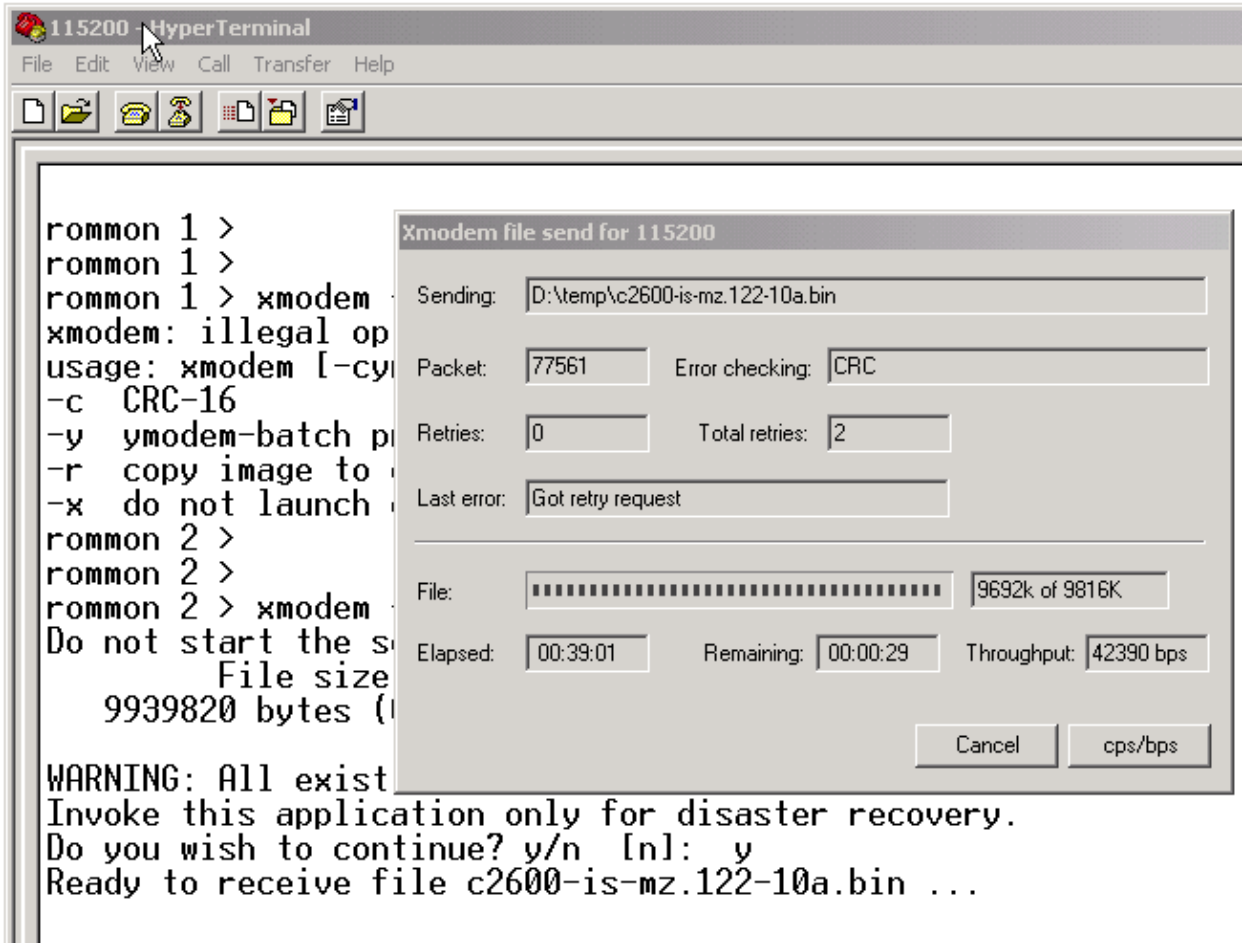 115200 - HyperTerminal
File Edit View Call Transfer Help
rommon 1 >
rommon 1 >
rommon 1 > xmodem
xmodem: illegal op
usage: xmodem [-cy
-c CRC-16
-y ymodem-batch
-r copy image to
-x do not launch
rommon 2 >
rommon 2 >
rommon 2 > xmodem
Do not start the
File size
9939820 bytes (
WARNING: All exist
Invoke this application only for disaster recovery.
Do you wish to continue? y/n [n]: y
Ready to receive file c2600-is-mz.122-10a.bin ...
Xmodem file send for 115200
Sending: D:\temp\c2600-is-mz.122-10a.bin
Packet: 77561 Error checking: CRC
Retries: 0 Total retries: 2
Last error: Got retry request
File: 9692k of 9816K
Elapsed: 00:39:01 Remaining: 00:00:29 Throughput: 42390 bps
Cancel cps/bps